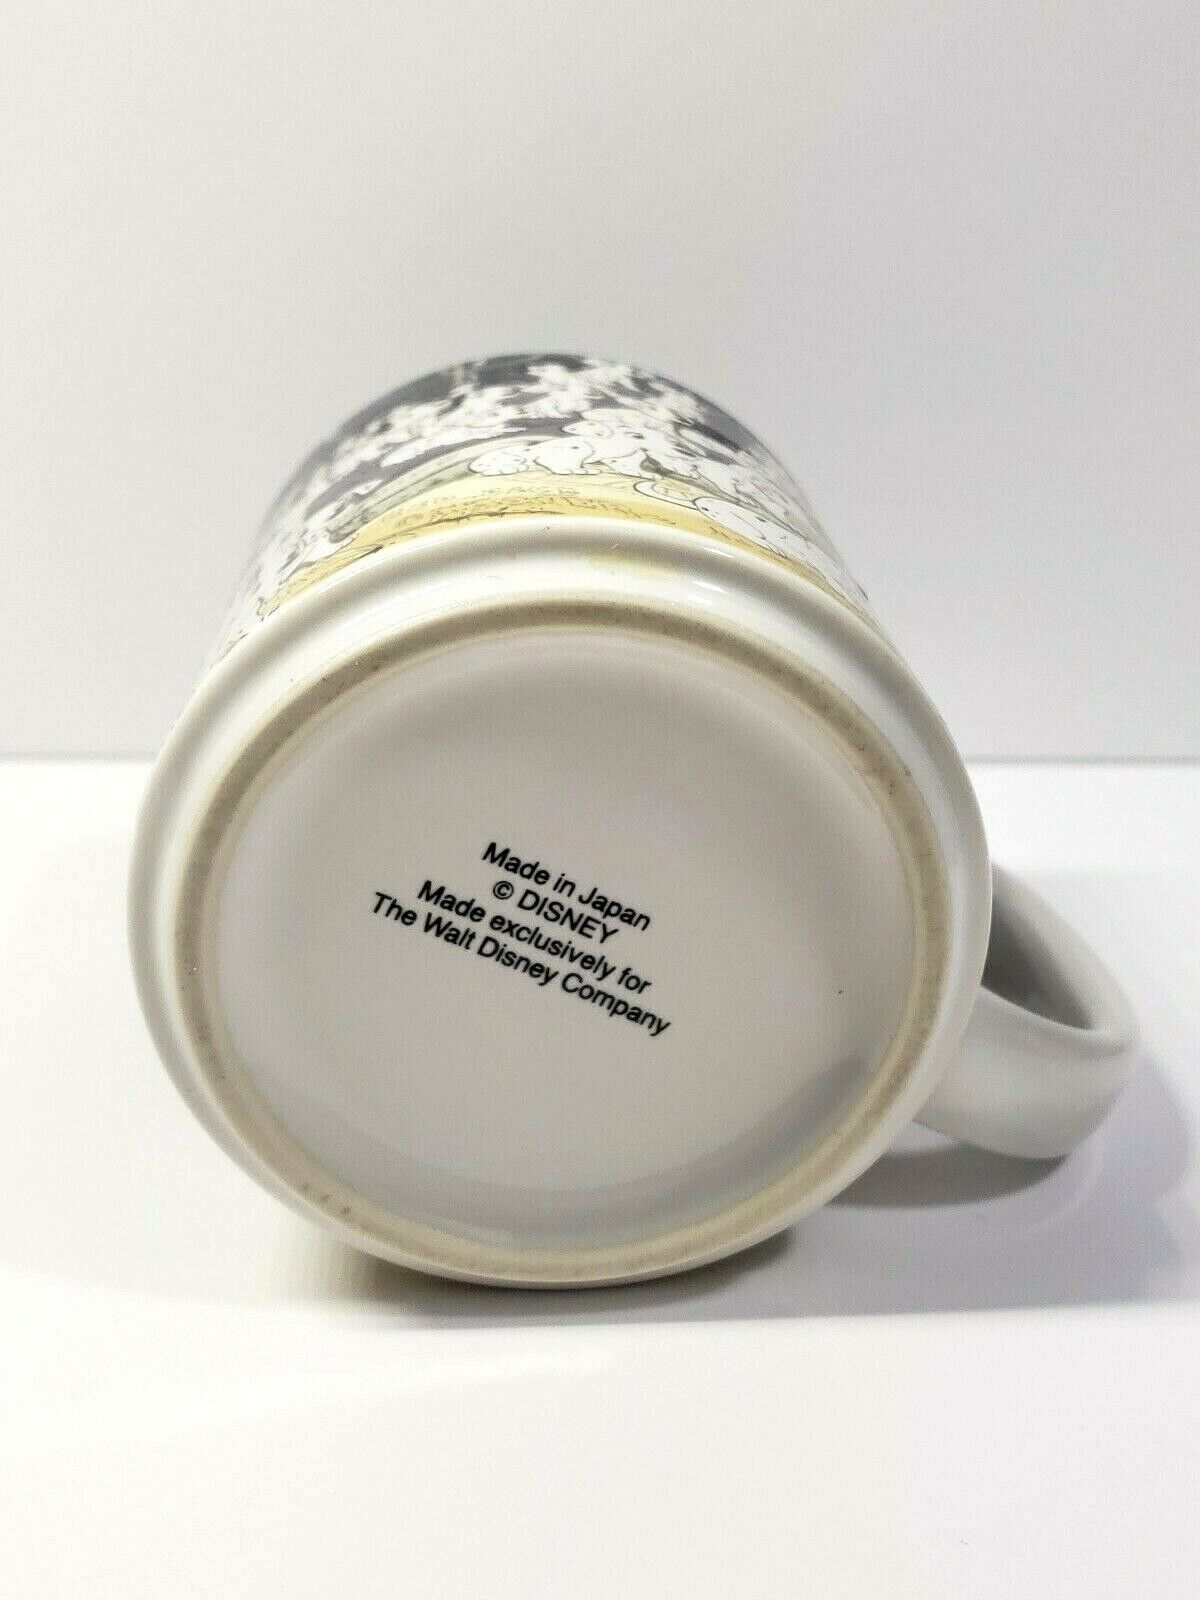 Made in Japan
© DISNEY
Made exclusively for
The Walt Disney Company